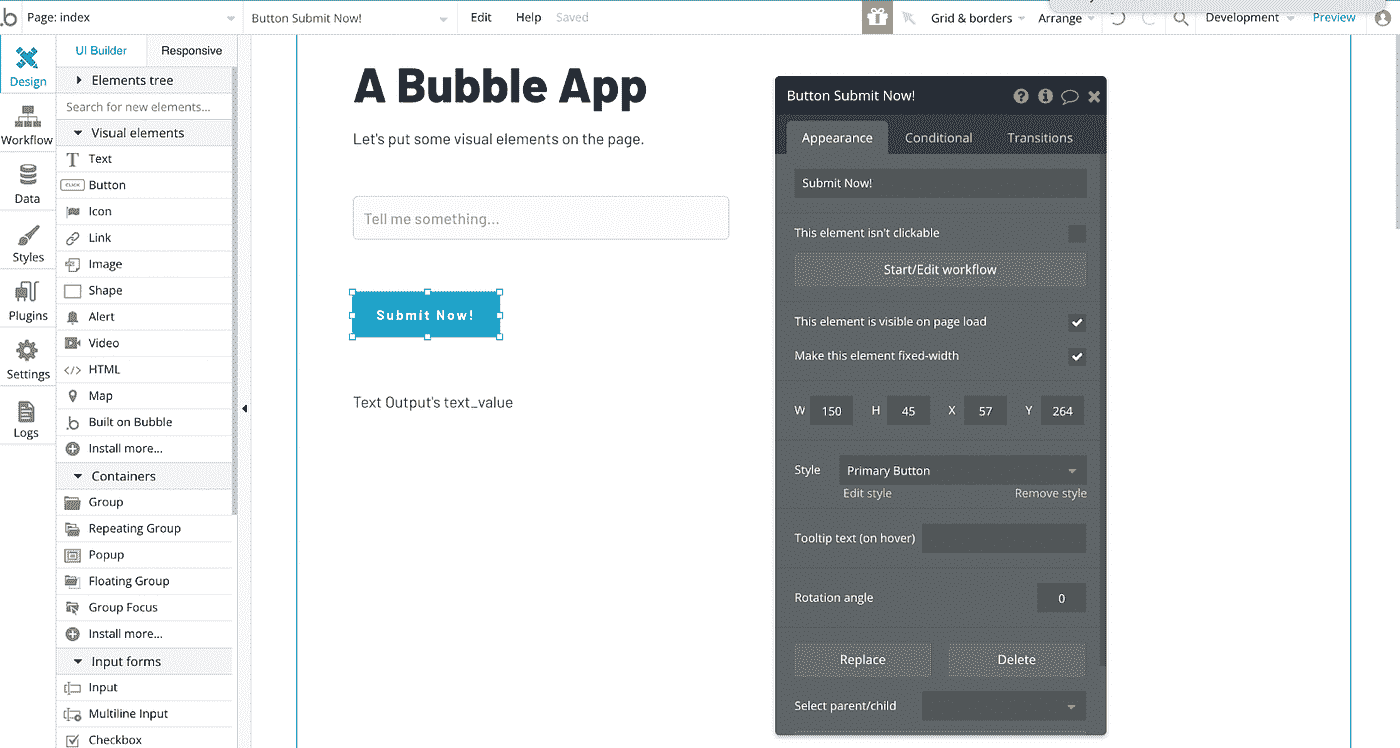 .b Page: index Button Submit Now! Edit Help Saved Grid & borders Arrange Development Preview
Design
Workflow
Data
Styles
Plugins
Settings
Logs
UI Builder Responsive
Elements tree
Search for new elements...
Visual elements
Text
CLICK Button
Icon
Link
Image
Shape
Alert
Video
</> HTML
Map
Built on Bubble
Install more...
Containers
Group
Repeating Group
Popup
Floating Group
Group Focus
Install more...
Input forms
Input
Multiline Input
Checkbox
A Bubble App
Let's put some visual elements on the page.
Tell me something...
Submit Now!
Text Output's text_value
Button Submit Now!
Appearance Conditional Transitions
Submit Now!
This element isn't clickable
Start/Edit workflow
This element is visible on page load
Make this element fixed-width
W 150 H 45 X 57 Y 264
Style Primary Button
Edit style Remove style
Tooltip text (on hover)
Rotation angle 0
Replace Delete
Select parent/child